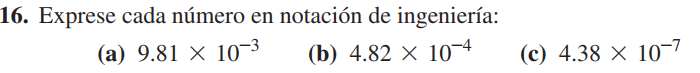 16. Exprese cada número en notación de ingeniería:
(a) 9.81 × 10⁻³ (b) 4.82 × 10⁻⁴ (c) 4.38 × 10⁻⁷